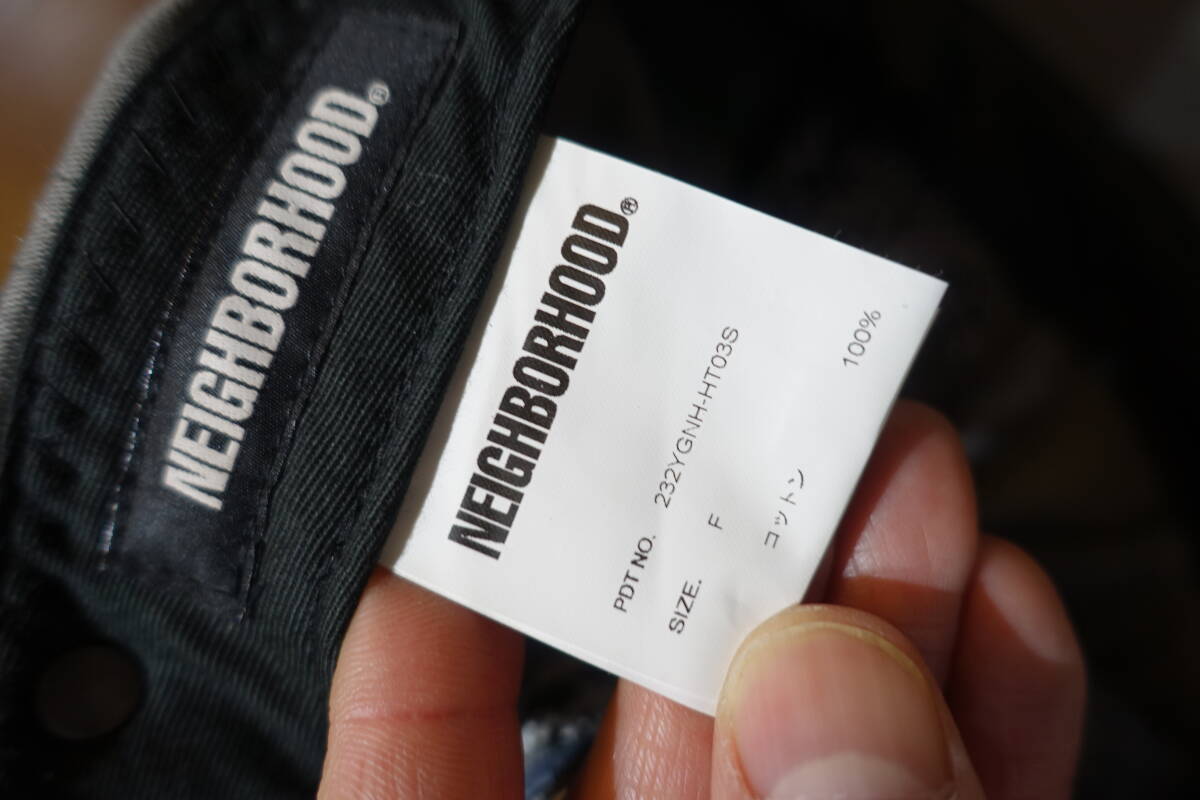 NEIGHBORHOOD®
NEIGHBORHOOD®
PDT NO. 232YGNH-HT03S
SIZE. F
コットン 100%